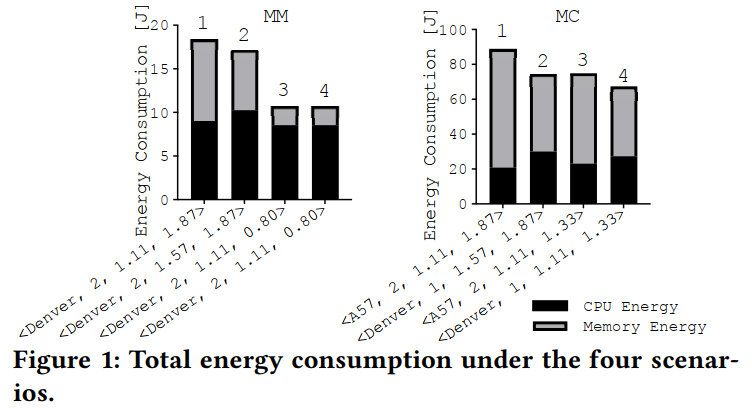 MM
Energy Consumption [J]
20
15
10
5
0
1
2
3
4
<Denver, 2, 1.11, 1.87>
<Denver, 2, 1.57, 1.87>
<Denver, 2, 1.11, 0.80>
<Denver, 2, 1.11, 0.80>
MC
Energy Consumption [J]
100
80
60
40
20
0
1
2
3
4
<A57, 2, 1.11, 1.87>
<Denver, 1, 1.57, 1.87>
<A57, 2, 1.11, 1.33>
<Denver, 1, 1.11, 1.33>
CPU Energy
Memory Energy
Figure 1: Total energy consumption under the four scenar-
ios.